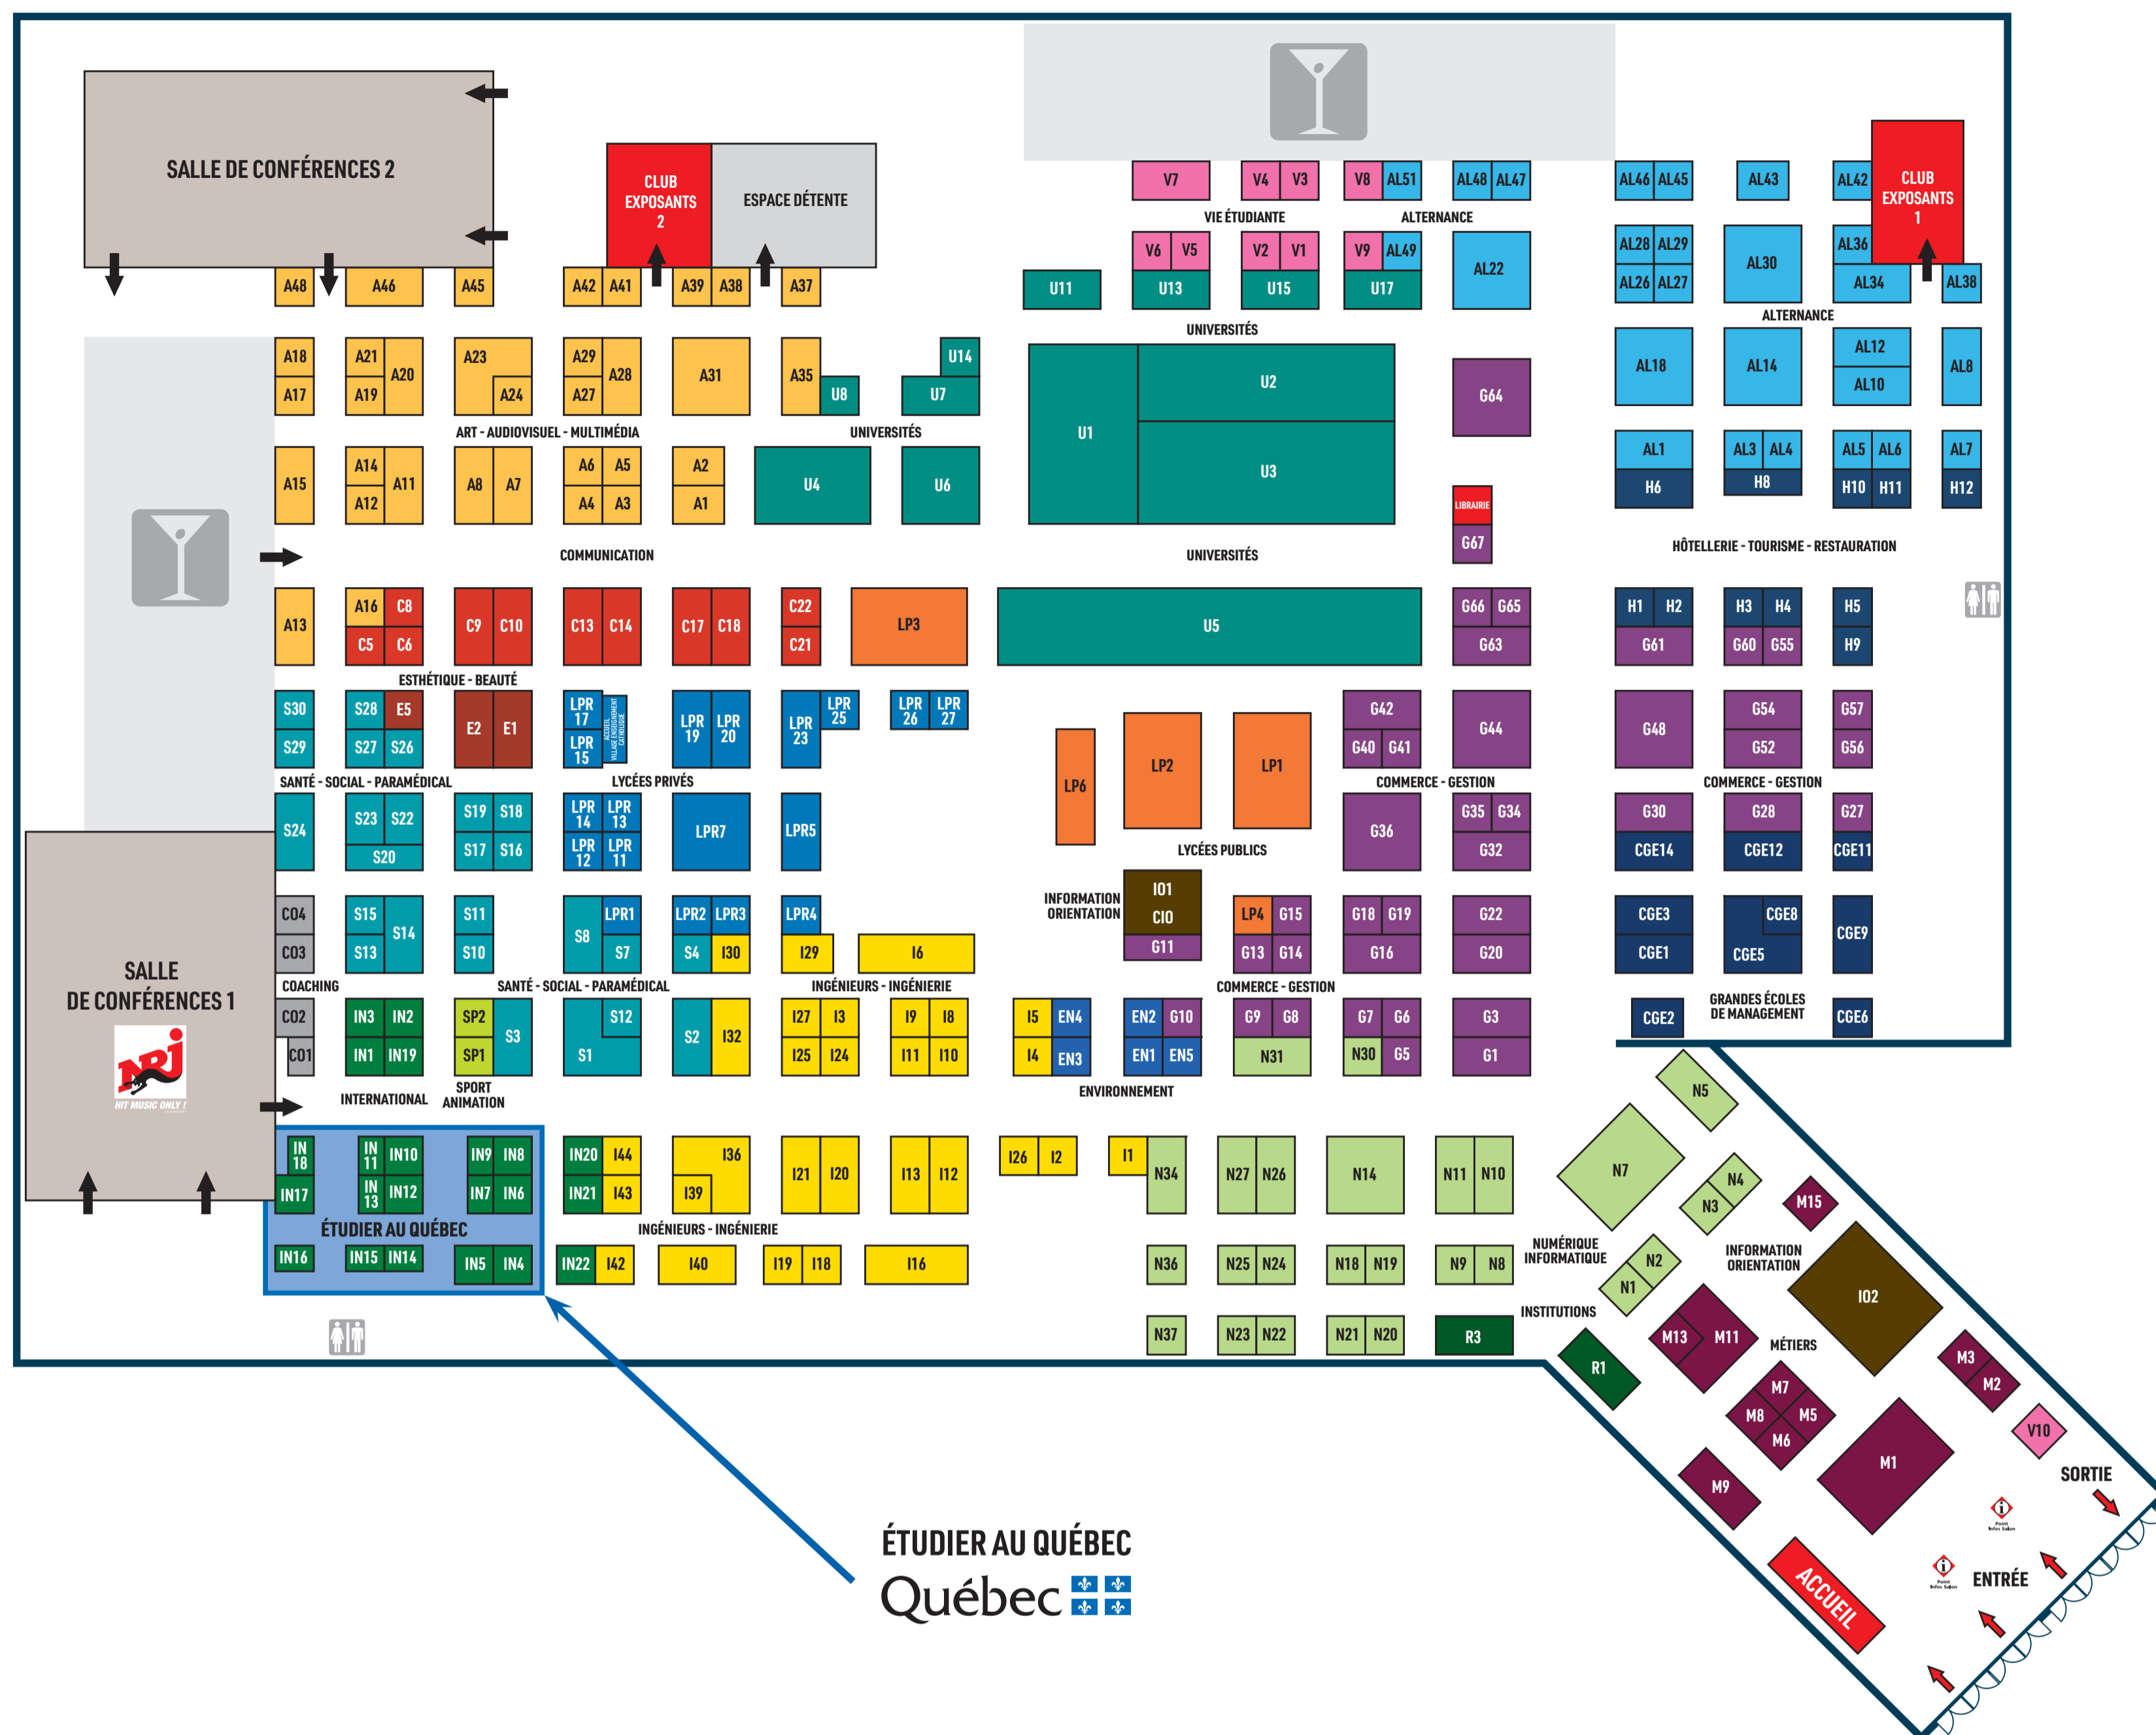 SALLE DE CONFÉRENCES 2
CLUB
EXPOSANTS
2
ESPACE DÉTENTE
V7
V4 V3
V8 AL51
AL48 AL47
AL46 AL45
AL43
AL42
CLUB
EXPOSANTS
1
VIE ÉTUDIANTE
ALTERNANCE
V6 V5
V2 V1
V9 AL49
AL22
AL28 AL29
AL30
AL36
A48
A46
A45
A42 A41
A39 A38
A37
U11
U13
U15
U17
AL26 AL27
AL34
AL38
UNIVERSITÉS
ALTERNANCE
A18
A21
A20
A23
A29
A28
A31
A35
U14
U2
G64
AL18
AL14
AL12
AL8
A17
A19
A24
A27
U8
U7
AL10
ART - AUDIOVISUEL - MULTIMÉDIA
UNIVERSITÉS
U1
A15
A14
A11
A8 A7
A6 A5
A2
U4
U6
U3
AL1
AL3 AL4
AL5 AL6
AL7
A12
A4 A3
A1
LIBRAIRIE
H6
H8
H10 H11
H12
G67
COMMUNICATION
UNIVERSITÉS
HÔTELLERIE - TOURISME - RESTAURATION
A13
A16 C8
C9 C10
C13 C14
C17 C18
C22
LP3
U5
G66 G65
H1 H2
H3 H4
H5
C5 C6
C21
G63
G61
G60 G55
H9
ESTHÉTIQUE - BEAUTÉ
S30
S28 E5
E2 E1
LPR
17
ACCUEIL
VILLAGE ENSEIGNEMENT
CATHOLIQUE
LPR
19
LPR
20
LPR
23
LPR
25
LPR
26
LPR
27
G42
G44
G48
G54
G57
S29
S27 S26
LPR
15
LP6
LP2
LP1
G40 G41
G52
G56
SANTÉ - SOCIAL - PARAMÉDICAL
LYCÉES PRIVÉS
COMMERCE - GESTION
COMMERCE - GESTION
S24
S23 S22
S19 S18
LPR
14
LPR
13
LPR7
LPR5
G36
G35 G34
G30
G28
G27
S20
S17 S16
LPR
12
LPR
11
LYCÉES PUBLICS
G32
CGE14
CGE12
CGE11
INFORMATION
ORIENTATION
IO1
CIO
G11
CO4
S15
S14
S11
S8
LPR1
LPR2 LPR3
LPR4
LP4 G15
G18 G19
G22
CGE3
CGE8
CGE9
CO3
S13
S10
S7
S4 I30
I29
I6
G13 G14
G16
G20
CGE1
CGE5
SALLE
DE CONFÉRENCES 1
NRJ
HIT MUSIC ONLY !
COACHING
SANTÉ - SOCIAL - PARAMÉDICAL
INGÉNIEURS - INGÉNIERIE
COMMERCE - GESTION
GRANDES ÉCOLES
DE MANAGEMENT
CO2
IN3 IN2
SP2
S3
S12
S2
I32
I27 I3
I9 I8
I5 EN4
EN2 G10
G9 G8
G7 G6
G3
CGE2
CGE6
CO1
IN1 IN19
SP1
S1
I25 I24
I11 I10
I4 EN3
EN1 EN5
N31
N30 G5
G1
INTERNATIONAL
SPORT
ANIMATION
ENVIRONNEMENT
N5
IN
18
IN
11
IN10
IN9 IN8
IN20 I44
I36
I21 I20
I13 I12
I26 I2
I1
N34
N27 N26
N14
N11 N10
N7
N4
N3
M15
IN17
IN
13
IN12
IN7 IN6
IN21 I43
I39
ÉTUDIER AU QUÉBEC
INGÉNIEURS - INGÉNIERIE
NUMÉRIQUE
INFORMATIQUE
INFORMATION
ORIENTATION
IN16
IN15 IN14
IN5 IN4
IN22 I42
I40
I19 I18
I16
N36
N25 N24
N18 N19
N9 N8
N2
N1
IO2
INSTITUTIONS
N37
N23 N22
N21 N20
R3
R1
M13
M11
MÉTIERS
M3
M2
M7
M8
M5
M6
V10
M1
M9
SORTIE
Point
Infos Salon
Point
Infos Salon
ENTRÉE
ACCUEIL
ÉTUDIER AU QUÉBEC
Québec